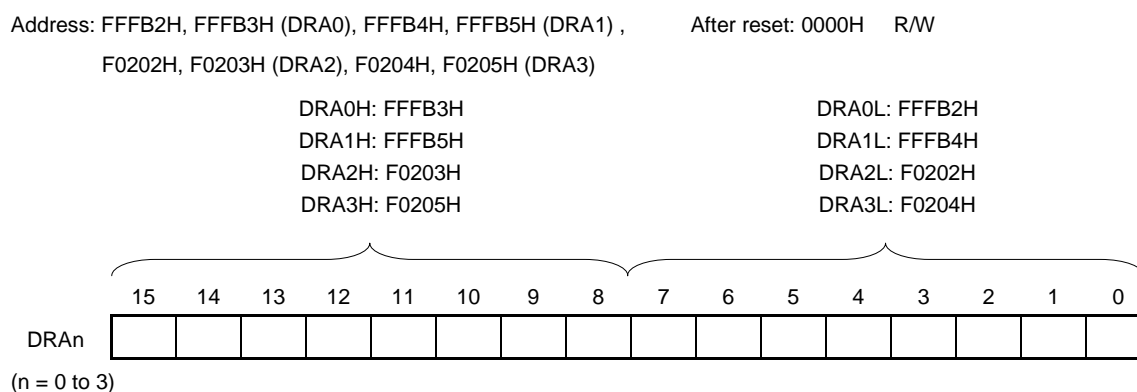 Address: FFFB2H, FFFB3H (DRA0), FFFB4H, FFFB5H (DRA1) , After reset: 0000H R/W
F0202H, F0203H (DRA2), F0204H, F0205H (DRA3)
DRA0H: FFFB3H DRA0L: FFFB2H
DRA1H: FFFB5H DRA1L: FFFB4H
DRA2H: F0203H DRA2L: F0202H
DRA3H: F0205H DRA3L: F0204H
15 14 13 12 11 10 9 8 7 6 5 4 3 2 1 0
DRAn
(n = 0 to 3)